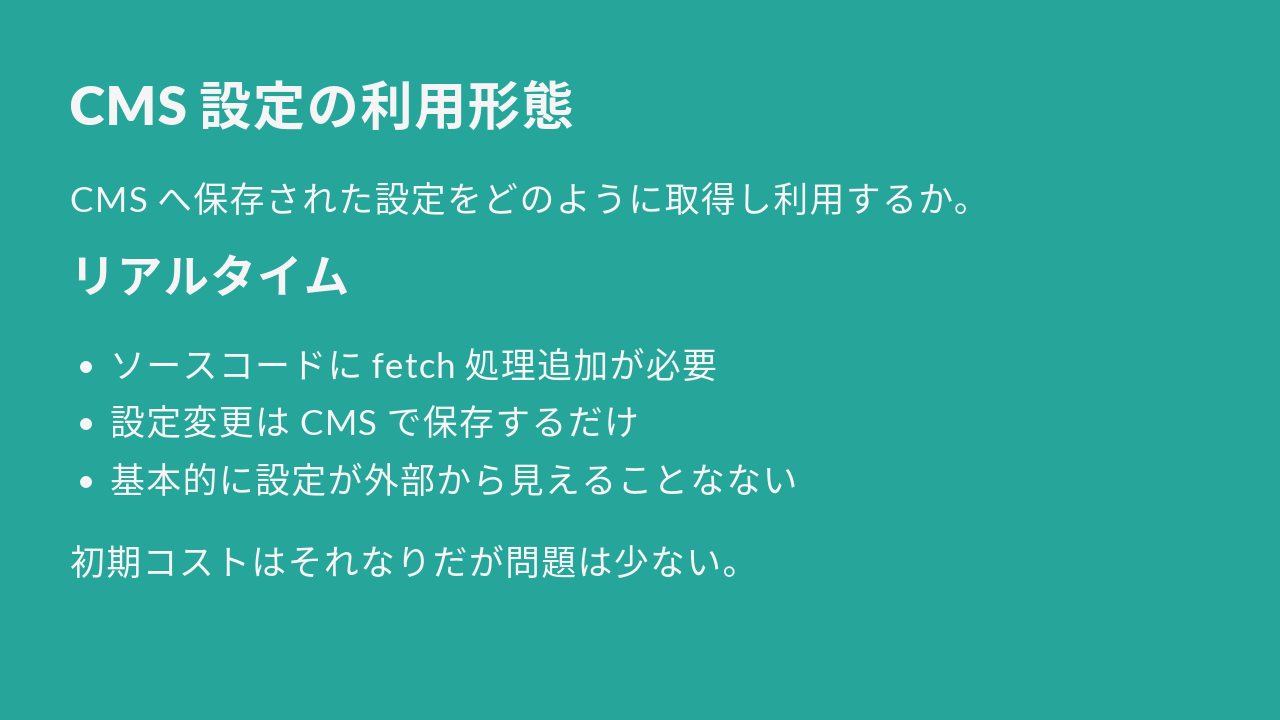 CMS 設定の利用形態
CMS へ保存された設定をどのように取得し利用するか。
リアルタイム
• ソースコードに fetch 処理追加が必要
• 設定変更は CMS で保存するだけ
• 基本的に設定が外部から見えることなない
初期コストはそれなりだが問題は少ない。